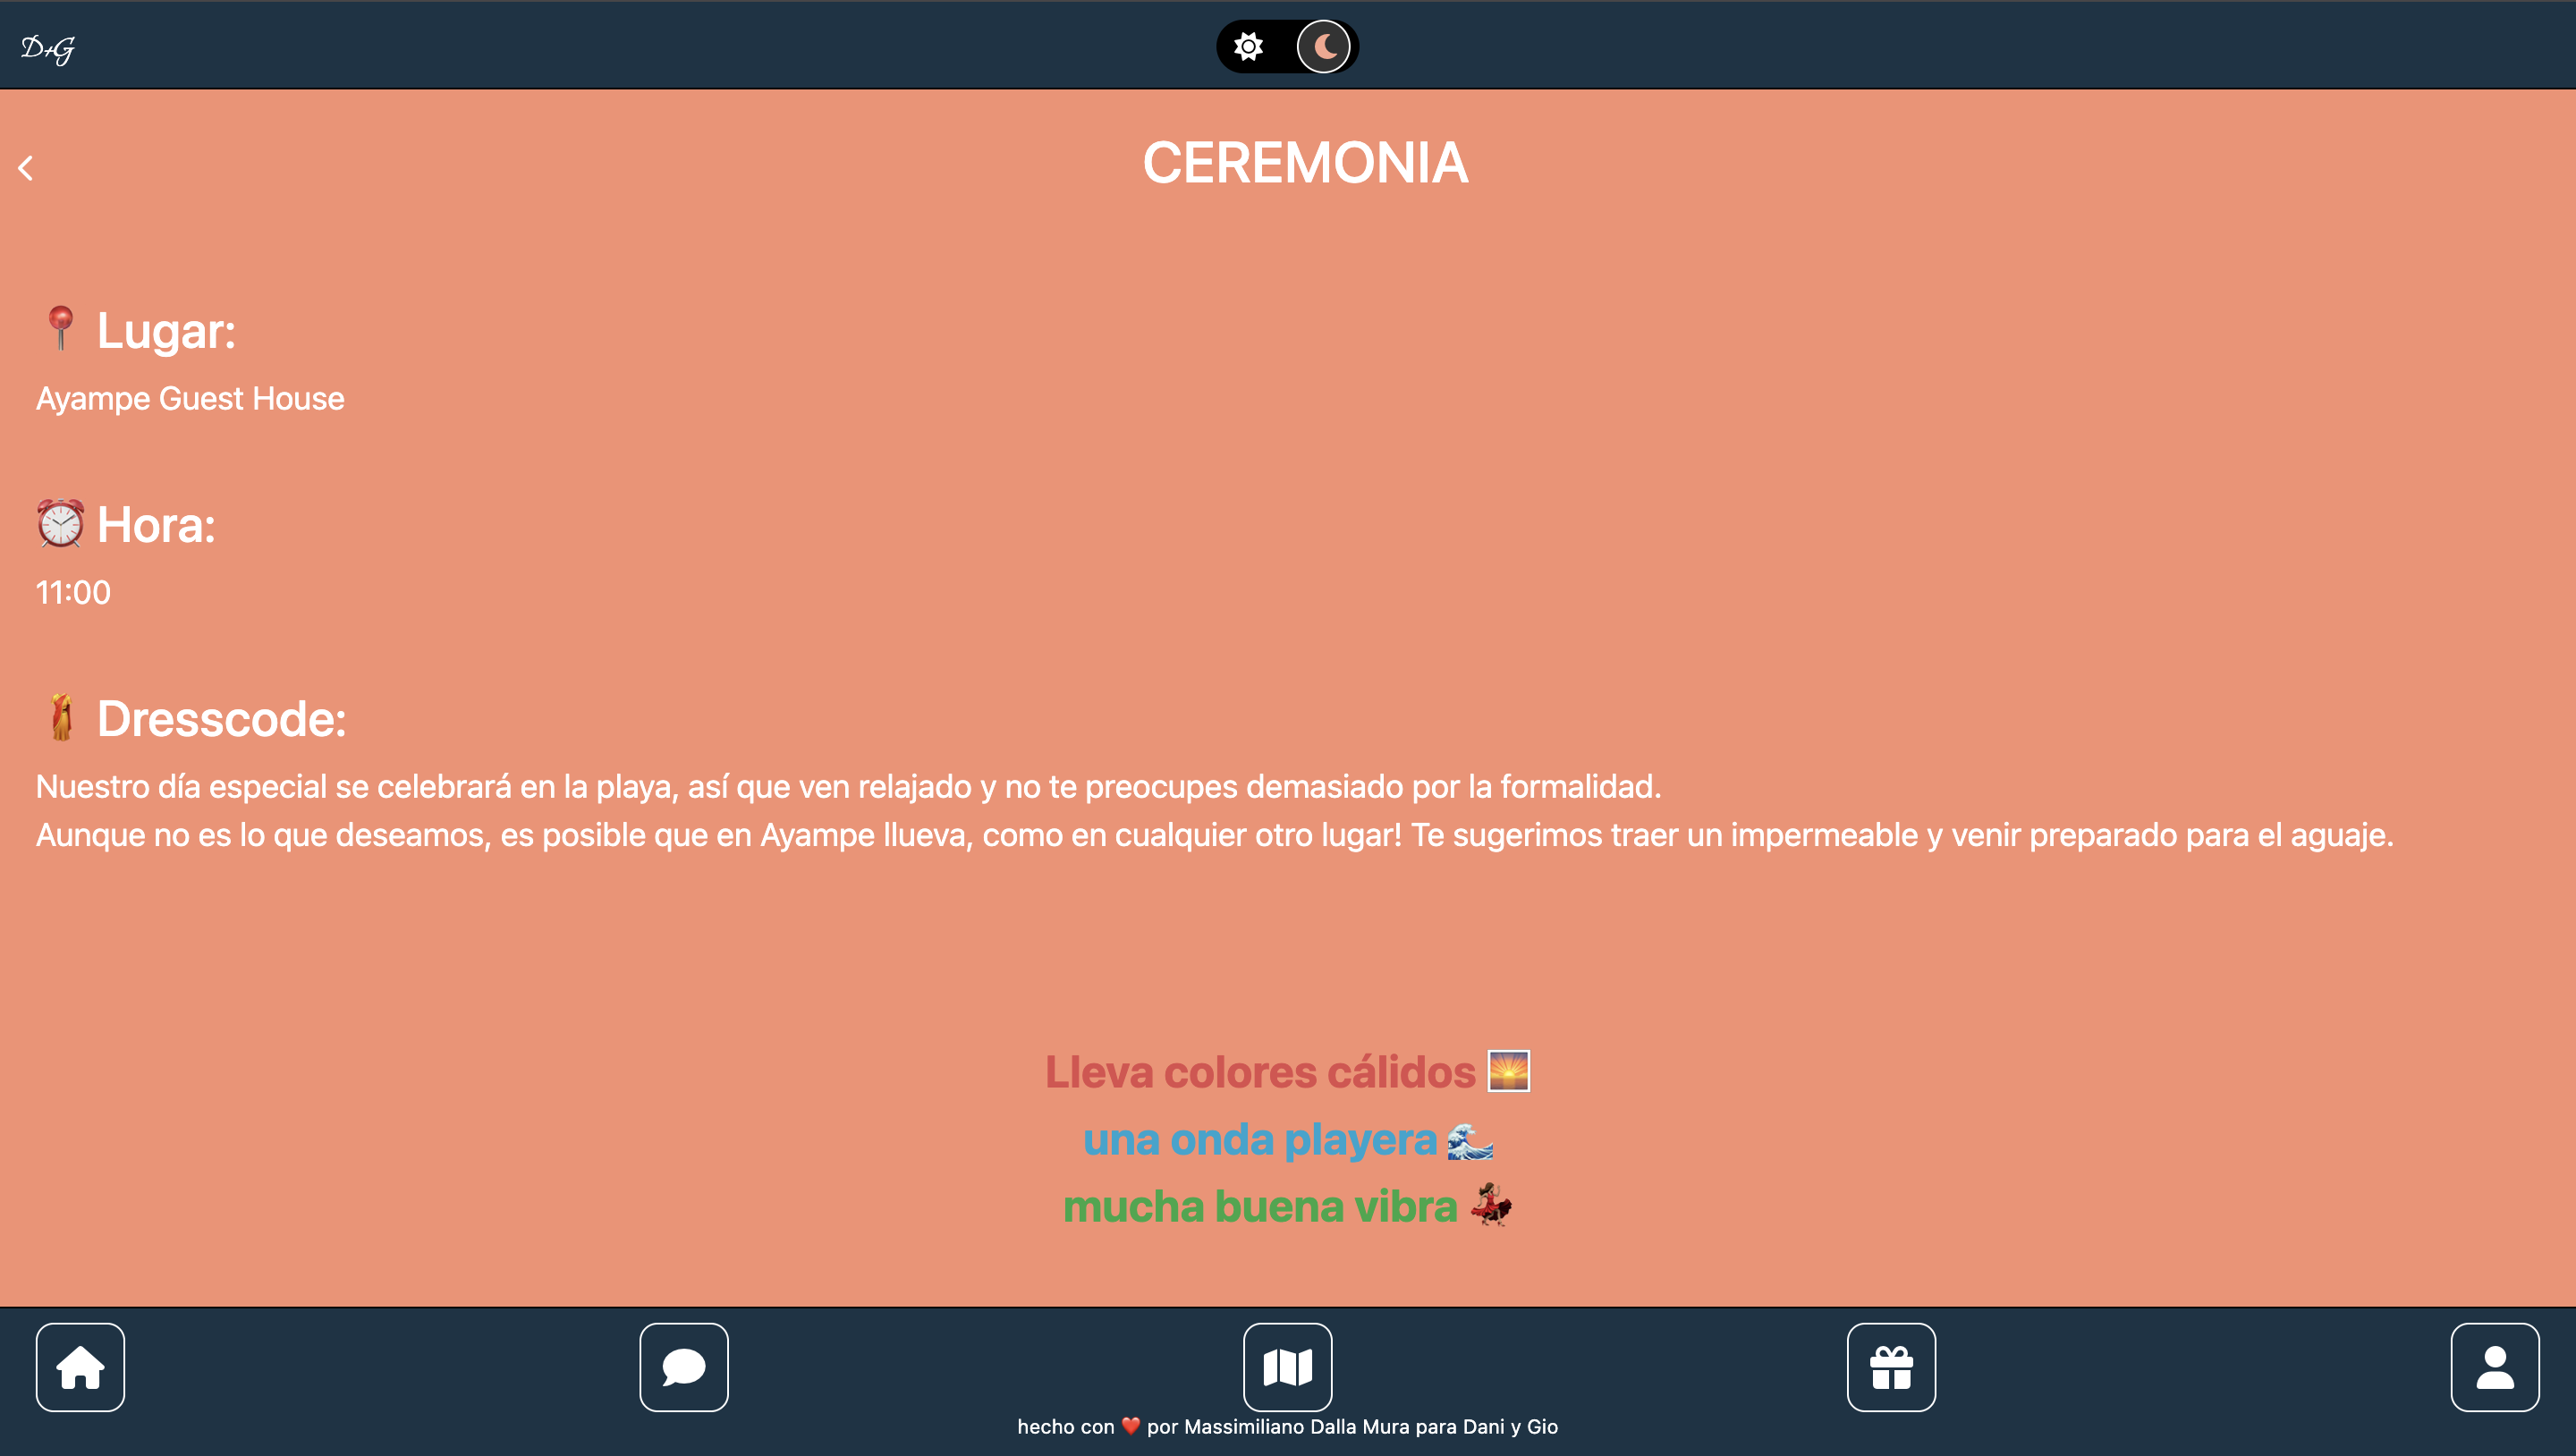 D+G
CEREMONIA
📍 Lugar:
Ayampe Guest House
⏰ Hora:
11:00
🥻 Dresscode:
Nuestro día especial se celebrará en la playa, así que ven relajado y no te preocupes demasiado por la formalidad.
Aunque no es lo que deseamos, es posible que en Ayampe llueva, como en cualquier otro lugar! Te sugerimos traer un impermeable y venir preparado para el aguaje.
Lleva colores cálidos 🌅
una onda playera 🌊
mucha buena vibra 💃🏽
hecho con ❤️ por Massimiliano Dalla Mura para Dani y Gio